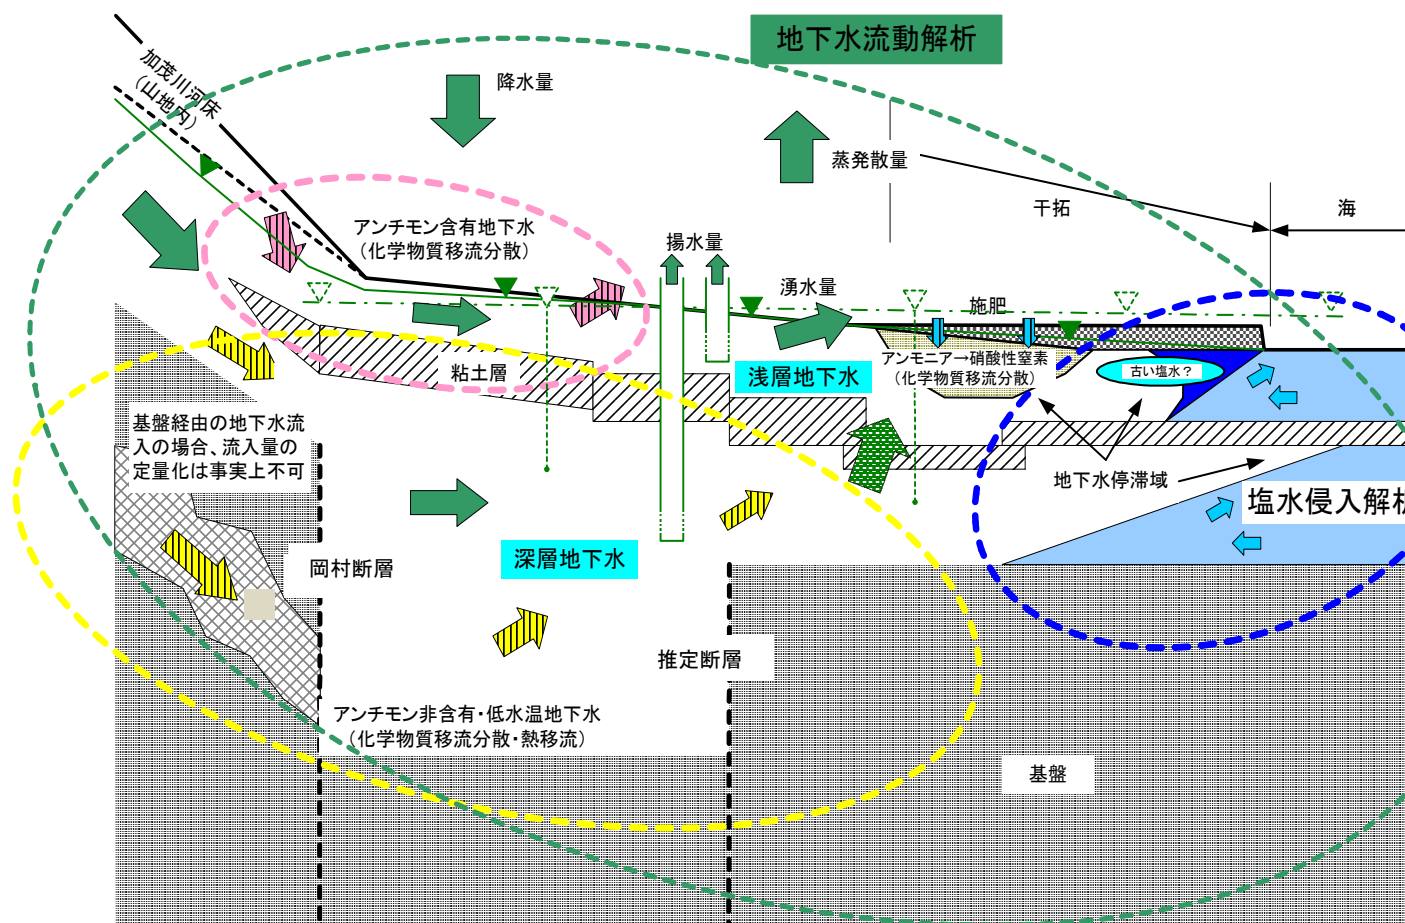 地下水流動解析
加茂川河床
（山地内）
降水量
蒸発散量
干拓
海
アンチモン含有地下水
（化学物質移流分散）
揚水量
湧水量
施肥
粘土層
浅層地下水
アンモニア→硝酸性窒素
（化学物質移流分散）
古い塩水？
基盤経由の地下水流
入の場合、流入量の
定量化は事実上不可
地下水停滞域
塩水侵入解析
岡村断層
深層地下水
推定断層
アンチモン非含有・低水温地下水
（化学物質移流分散・熱移流）
基盤